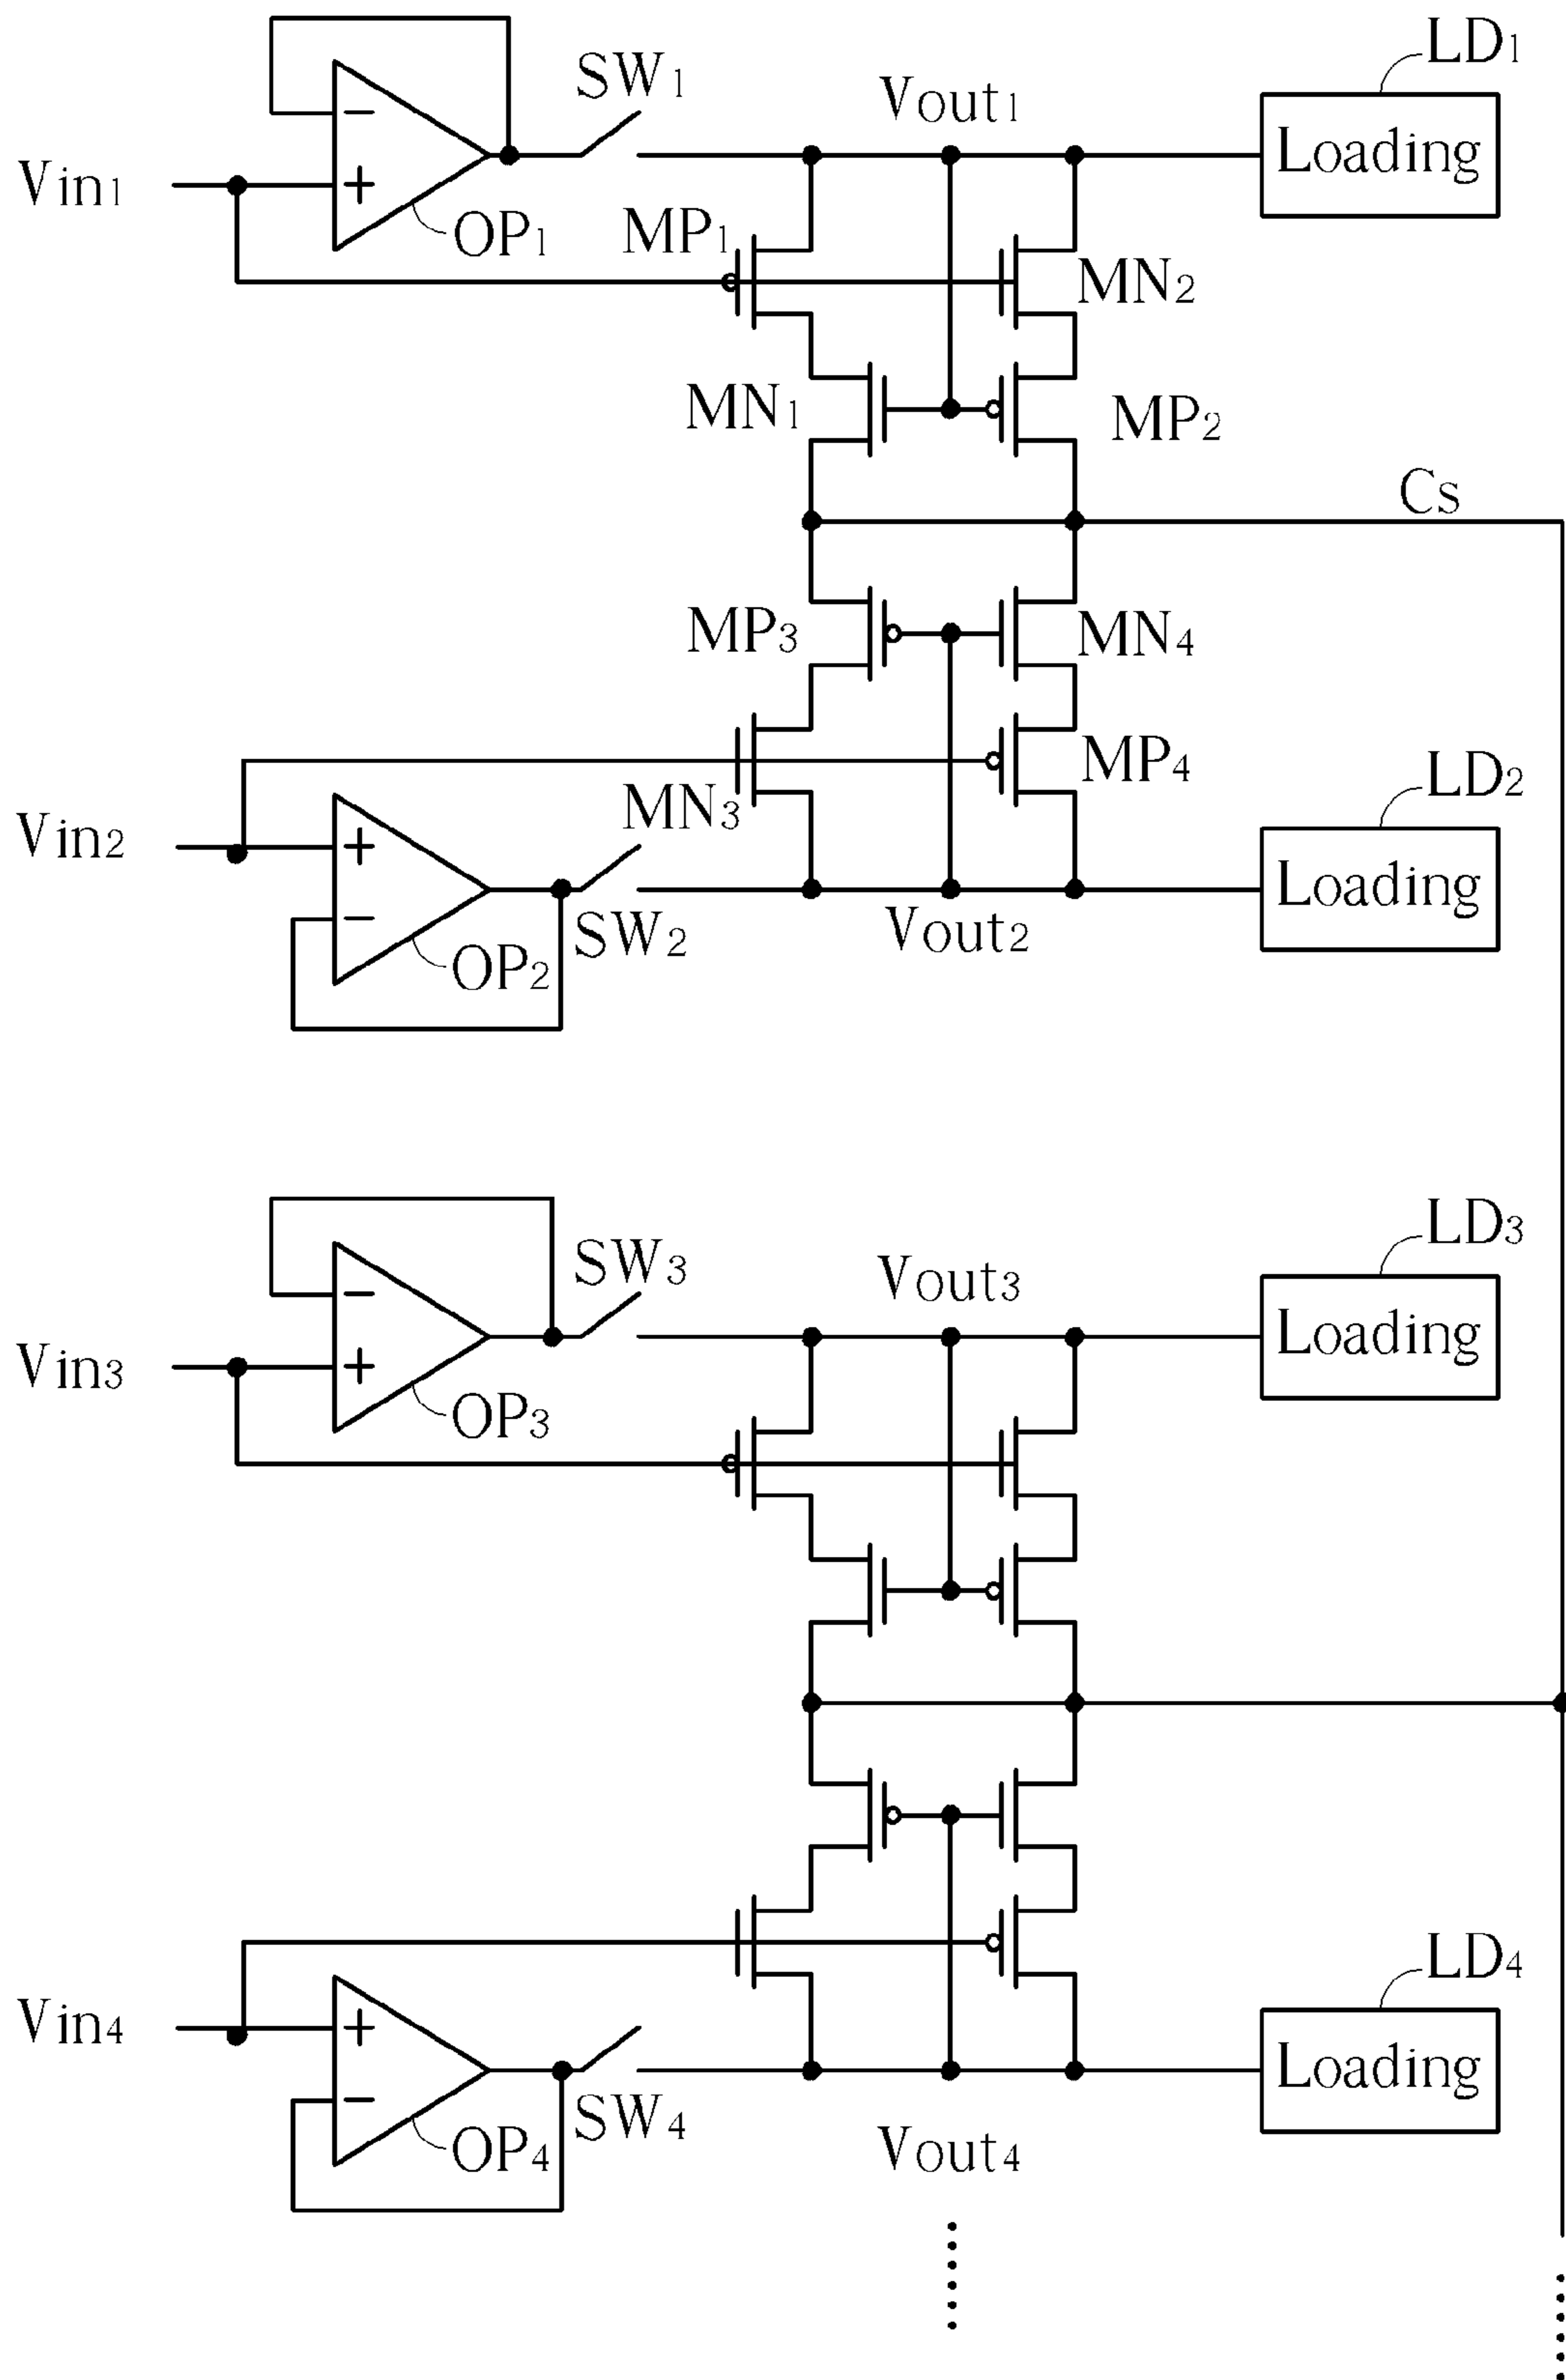 LD1
SW1
Vout1
Loading
Vin1
− +
OP1
MP1
MN2
MN1
MP2
Cs
MP3
MN4
MP4
MN3
LD2
Vin2
+ −
Loading
SW2
Vout2
OP2
LD3
SW3
Vout3
Loading
Vin3
− +
OP3
LD4
Vin4
+ −
Loading
SW4
OP4
Vout4